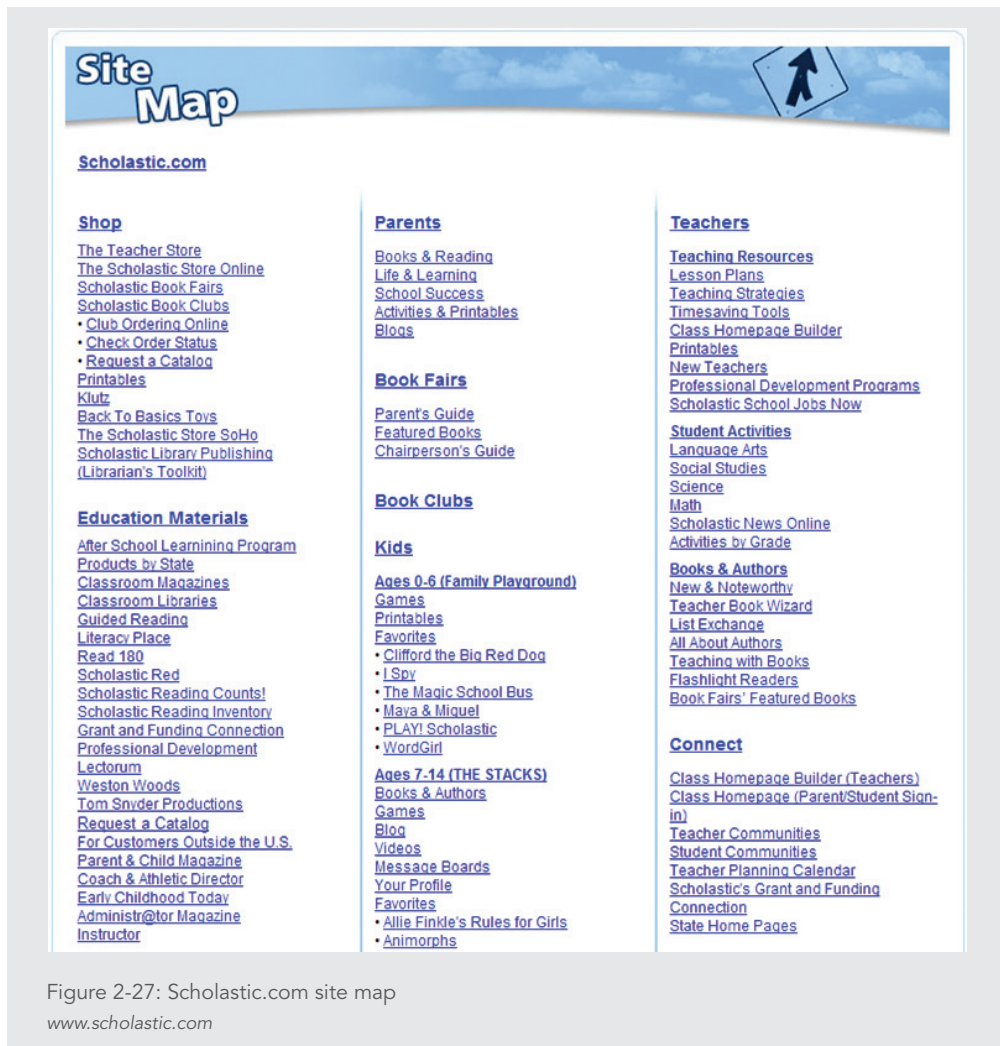 Site
Map
Scholastic.com
Shop
The Teacher Store
The Scholastic Store Online
Scholastic Book Fairs
Scholastic Book Clubs
• Club Ordering Online
• Check Order Status
• Request a Catalog
Printables
Klutz
Back To Basics Toys
The Scholastic Store SoHo
Scholastic Library Publishing
(Librarian's Toolkit)
Education Materials
After School Learnining Program
Products by State
Classroom Magazines
Classroom Libraries
Guided Reading
Literacy Place
Read 180
Scholastic Red
Scholastic Reading Counts!
Scholastic Reading Inventory
Grant and Funding Connection
Professional Development
Lectorum
Weston Woods
Tom Snyder Productions
Request a Catalog
For Customers Outside the U.S.
Parent & Child Magazine
Coach & Athletic Director
Early Childhood Today
Administr@tor Magazine
Instructor
Parents
Books & Reading
Life & Learning
School Success
Activities & Printables
Blogs
Book Fairs
Parent's Guide
Featured Books
Chairperson's Guide
Book Clubs
Kids
Ages 0-6 (Family Playground)
Games
Printables
Favorites
• Clifford the Big Red Dog
• I Spy
• The Magic School Bus
• Maya & Miguel
• PLAY! Scholastic
• WordGirl
Ages 7-14 (THE STACKS)
Books & Authors
Games
Blog
Videos
Message Boards
Your Profile
Favorites
• Allie Finkle's Rules for Girls
• Animorphs
Teachers
Teaching Resources
Lesson Plans
Teaching Strategies
Timesaving Tools
Class Homepage Builder
Printables
New Teachers
Professional Development Programs
Scholastic School Jobs Now
Student Activities
Language Arts
Social Studies
Science
Math
Scholastic News Online
Activities by Grade
Books & Authors
New & Noteworthy
Teacher Book Wizard
List Exchange
All About Authors
Teaching with Books
Flashlight Readers
Book Fairs' Featured Books
Connect
Class Homepage Builder (Teachers)
Class Homepage (Parent/Student Sign-
in)
Teacher Communities
Student Communities
Teacher Planning Calendar
Scholastic's Grant and Funding
Connection
State Home Pages
Figure 2-27: Scholastic.com site map
www.scholastic.com